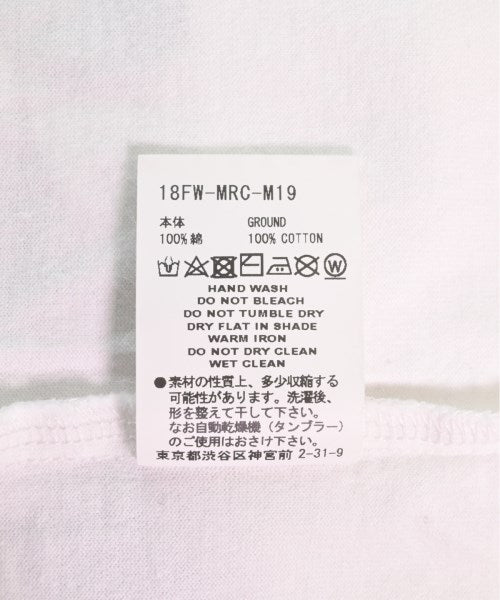 18FW-MRC-M19
本体 GROUND
100%綿 100% COTTON
HAND WASH
DO NOT BLEACH
DO NOT TUMBLE DRY
DRY FLAT IN SHADE
WARM IRON
DO NOT DRY CLEAN
WET CLEAN
●素材の性質上、多少収縮する
可能性があります。洗濯後、
形を整えて干して下さい。
なお自動乾燥機（タンブラー）
のご使用はおさけ下さい。
東京都渋谷区神宮前 2-31-9